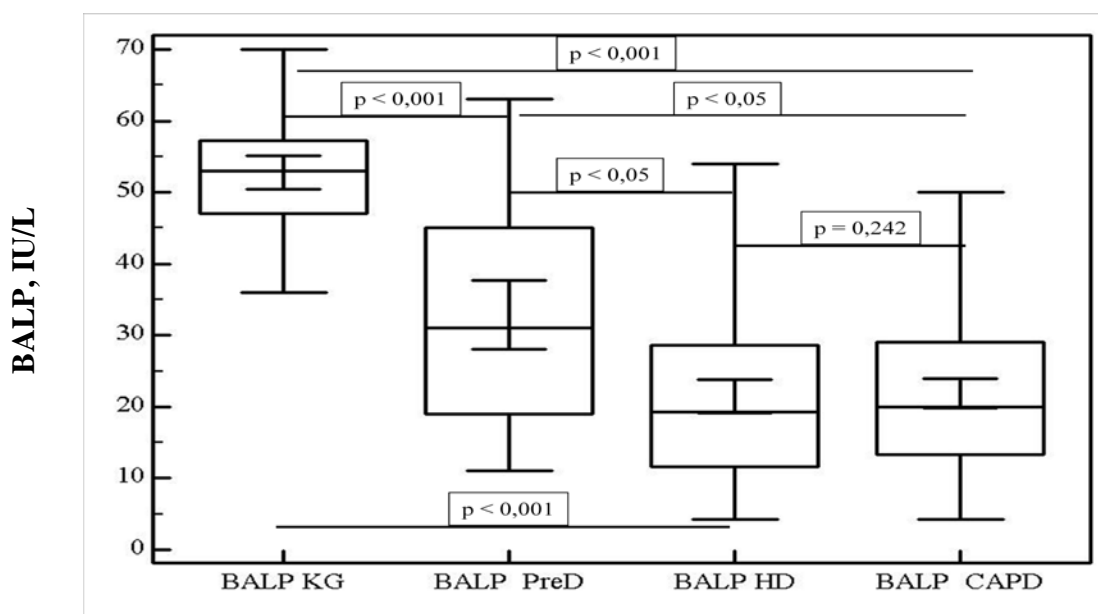 BALP, IU/L
70
60
50
40
30
20
10
0
p < 0,001
p < 0,001
p < 0,05
p < 0,05
p = 0,242
p < 0,001
BALP KG
BALP PreD
BALP HD
BALP CAPD